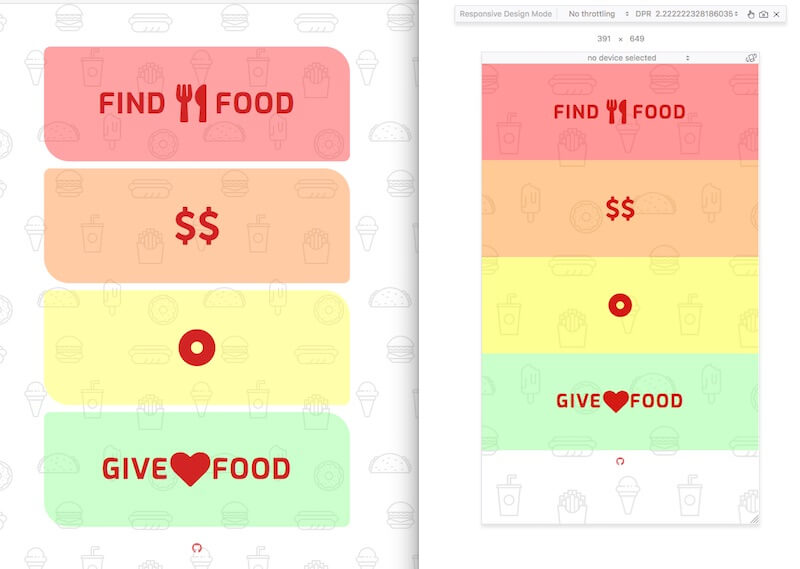 FIND FOOD
$$
GIVE FOOD
Responsive Design Mode No throttling DPR 2.222222328186035
391 × 649
no device selected
FIND FOOD
$$
GIVE FOOD